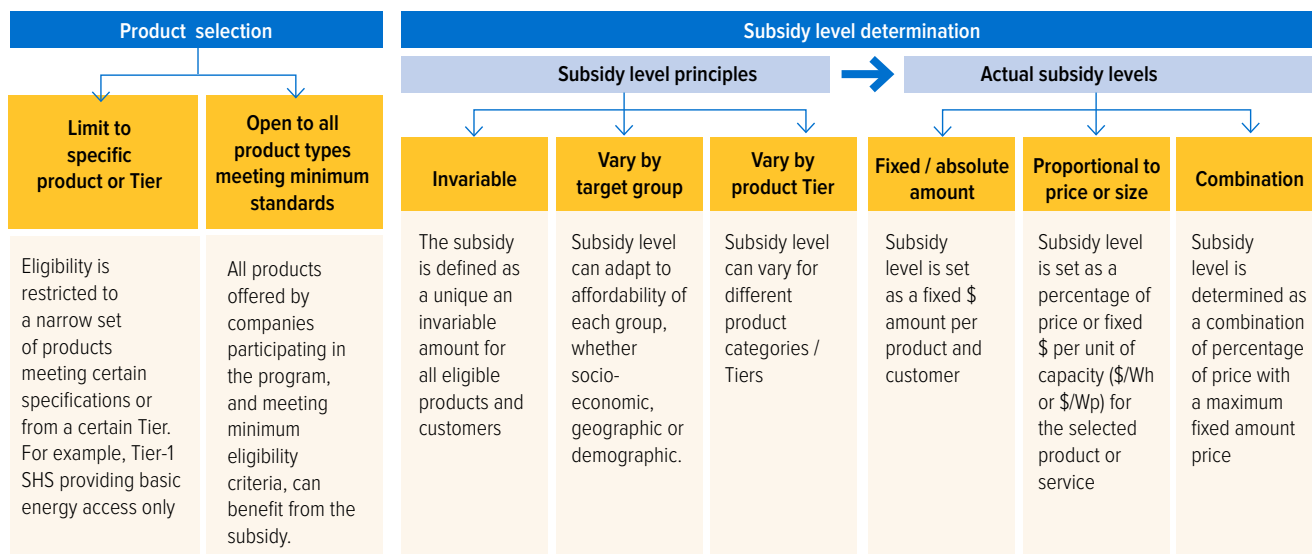 Product selection
Limit to
specific
product or Tier
Eligibility is
restricted to
a narrow set
of products
meeting certain
specifications or
from a certain Tier.
For example, Tier-1
SHS providing basic
energy access only
Open to all
product types
meeting minimum
standards
All products
offered by
companies
participating in
the program,
and meeting
minimum
eligibility
criteria, can
benefit from the
subsidy.
Subsidy level determination
Subsidy level principles
Invariable
The subsidy
is defined as
a unique an
invariable
amount for
all eligible
products and
customers
Vary by
target group
Subsidy level
can adapt to
affordability of
each group,
whether
socio-
economic,
geographic or
demographic.
Vary by
product Tier
Subsidy level
can vary for
different
product
categories /
Tiers
Actual subsidy levels
Fixed / absolute
amount
Subsidy
level is set
as a fixed $
amount per
product and
customer
Proportional to
price or size
Subsidy level
is set as a
percentage of
price or fixed
$ per unit of
capacity ($/Wh
or $/Wp) for
the selected
product or
service
Combination
Subsidy
level is
determined as
a combination
of percentage
of price with
a maximum
fixed amount
price